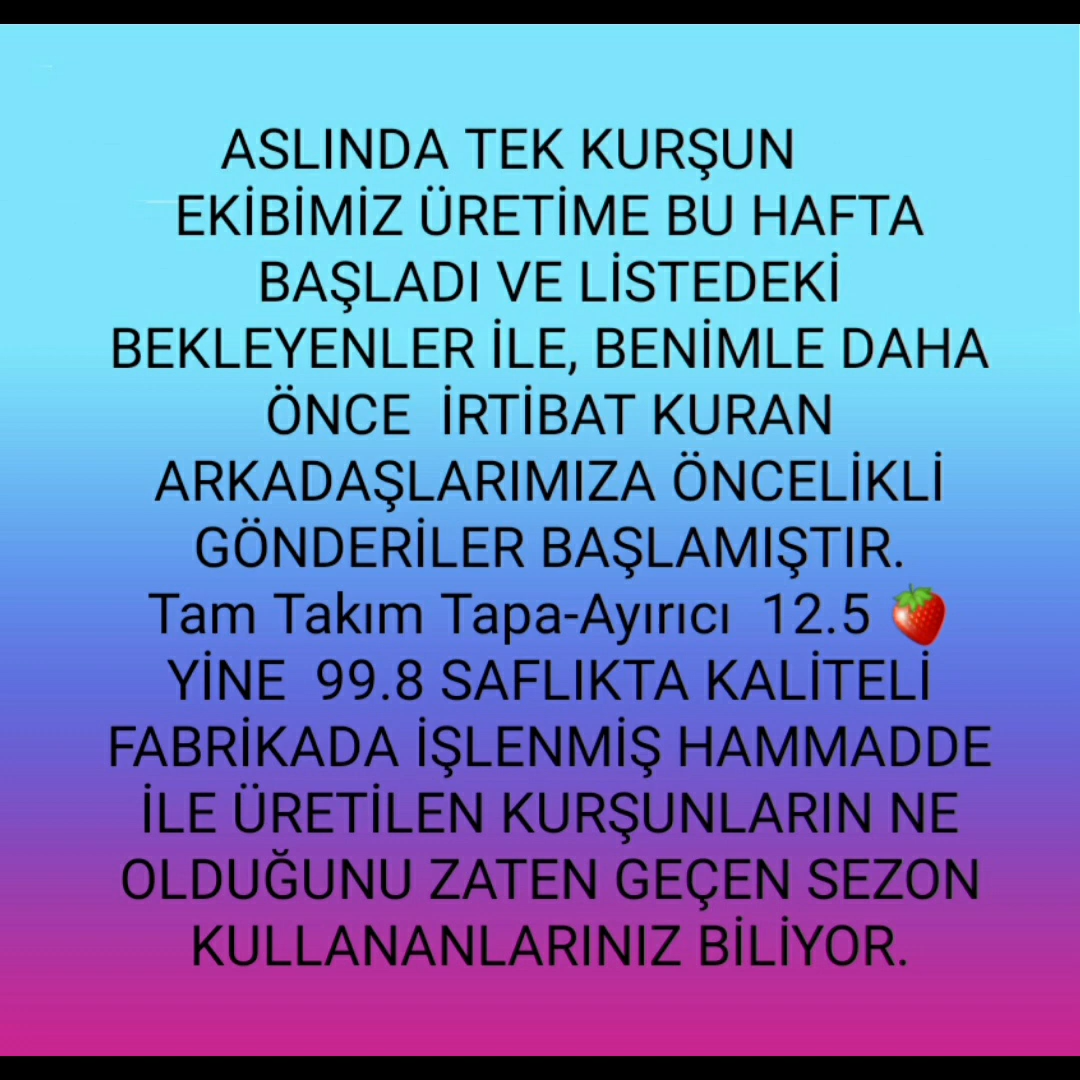 ASLINDA TEK KURŞUN
EKİBİMİZ ÜRETİME BU HAFTA
BAŞLADI VE LİSTEDEKİ
BEKLEYENLER İLE, BENİMLE DAHA
ÖNCE  İRTİBAT KURAN
ARKADAŞLARIMIZA ÖNCELİKLİ
GÖNDERİLER BAŞLAMIŞTIR.
Tam Takım Tapa-Ayırıcı  12.5 🍓
YİNE  99.8 SAFLIKTA KALİTELİ
FABRİKADA İŞLENMİŞ HAMMADDE
İLE ÜRETİLEN KURŞUNLARIN NE
OLDUĞUNU ZATEN GEÇEN SEZON
KULLANANLARINIZ BİLİYOR.